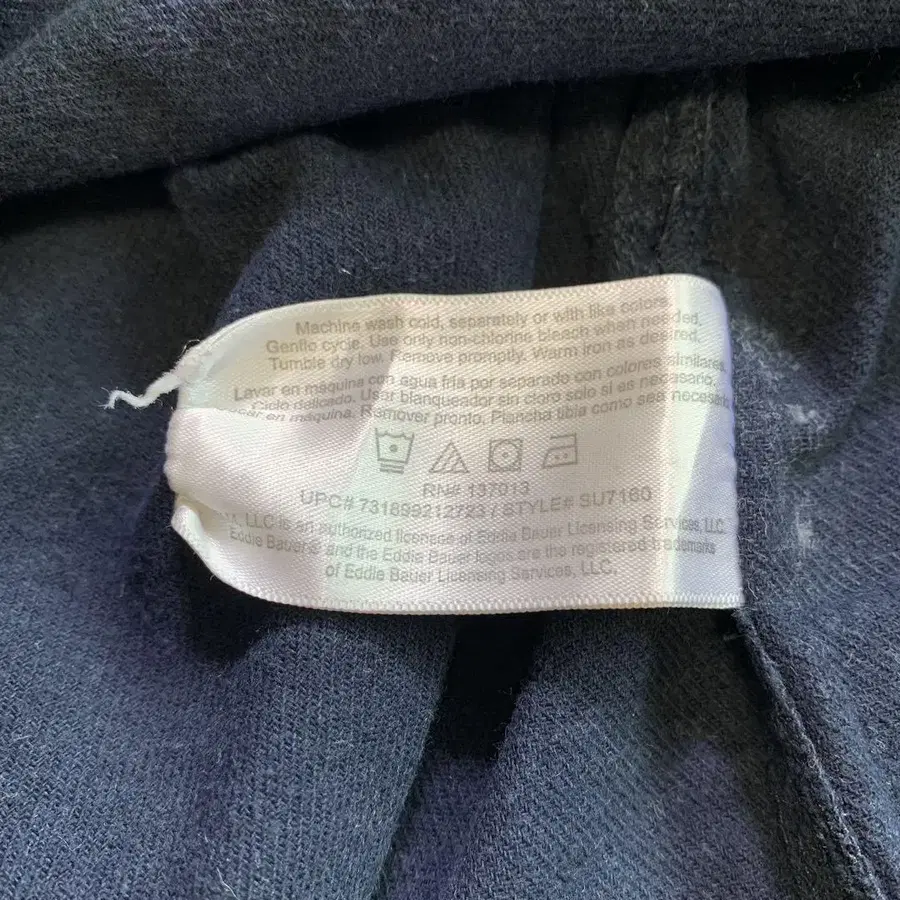 Machine wash cold, separately or with like colors.
Gentle cycle. Use only non-chlorine bleach when needed.
Tumble dry low. Remove promptly. Warm iron as desired.
Lavar en máquina con agua fria por separado con colores similares.
Ciclo delicado. Usar blanqueador sin cloro solo si es necesario.
en máquina. Remover pronto. Plancha tibia como sea necesario
RN# 137013
UPC# 731899212723 / STYLE# SU7160
LLC is an authorized licensee of Eddie Bauer Licensing Services, LLC.
Eddie Bauer® and the Eddie Bauer logos are the registered trademarks
of Eddie Bauer Licensing Services, LLC.